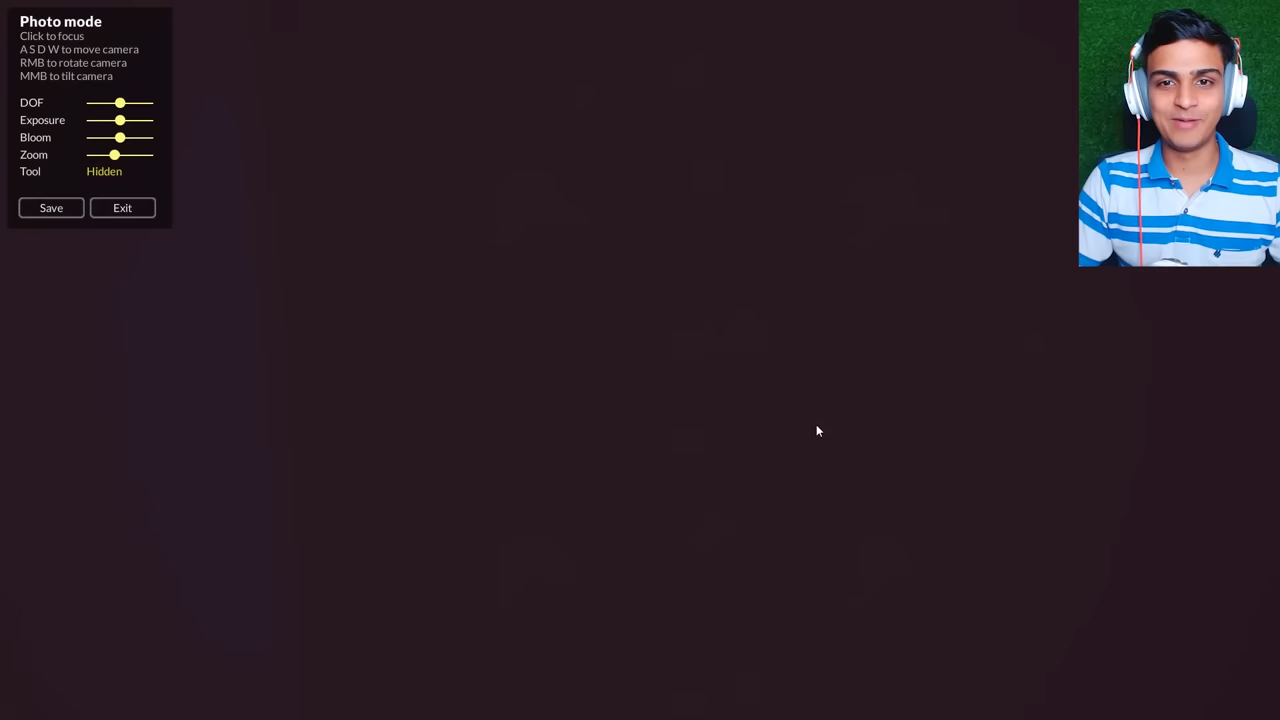 Photo mode
Click to focus
A S D W to move camera
RMB to rotate camera
MMB to tilt camera
DOF
Exposure
Bloom
Zoom
Tool Hidden
Save Exit